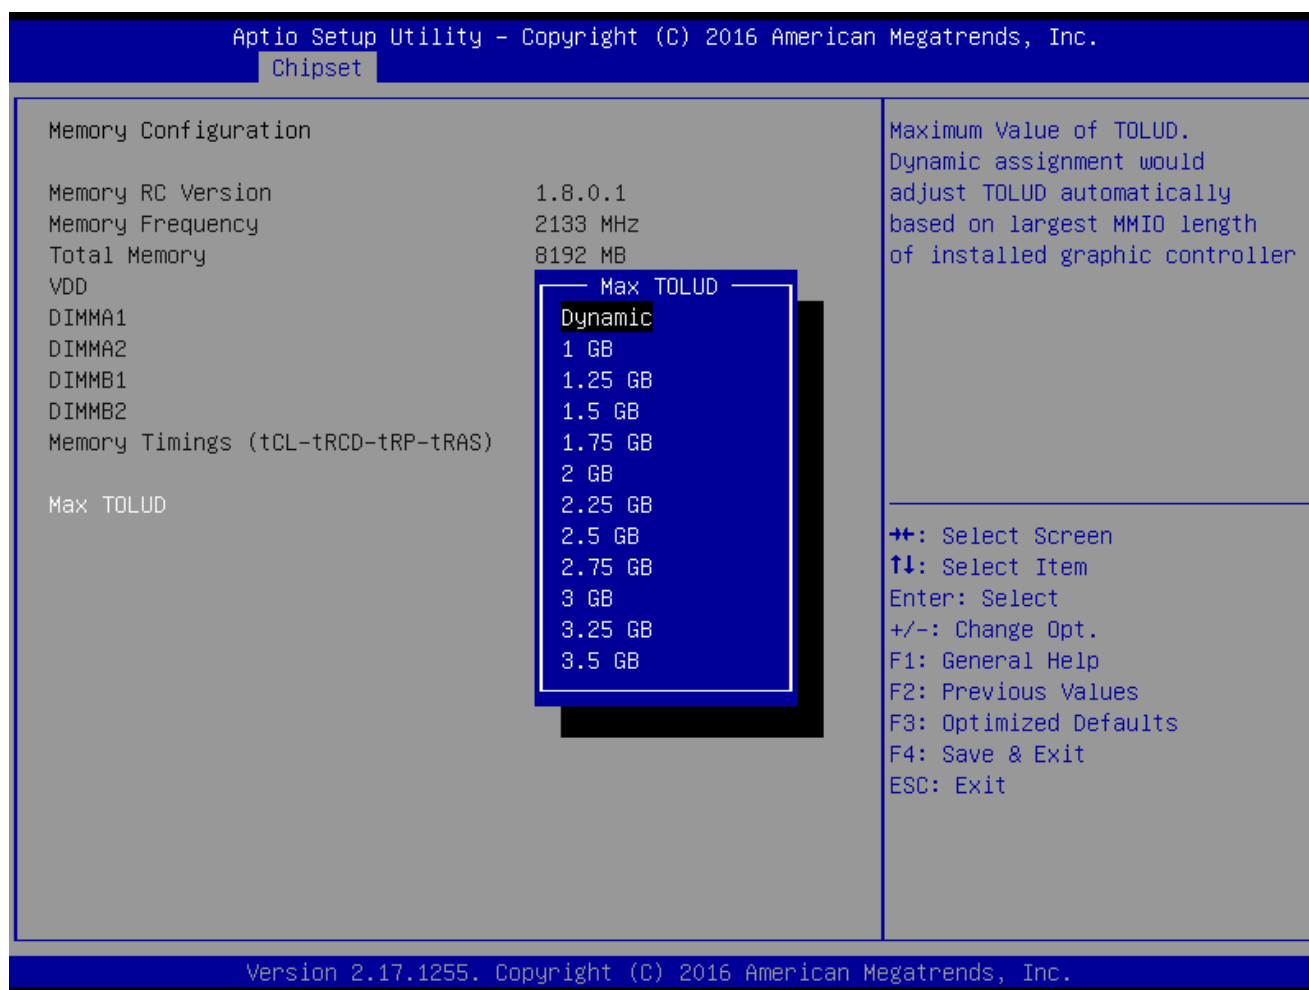 Aptio Setup Utility – Copyright (C) 2016 American Megatrends, Inc.
Chipset
Memory Configuration
Memory RC Version 1.8.0.1
Memory Frequency 2133 MHz
Total Memory 8192 MB
VDD
DIMMA1
DIMMA2
DIMMB1
DIMMB2
Memory Timings (tCL-tRCD-tRP-tRAS)
Max TOLUD
Max TOLUD
Dynamic
1 GB
1.25 GB
1.5 GB
1.75 GB
2 GB
2.25 GB
2.5 GB
2.75 GB
3 GB
3.25 GB
3.5 GB
Maximum Value of TOLUD.
Dynamic assignment would
adjust TOLUD automatically
based on largest MMIO length
of installed graphic controller
→←: Select Screen
↑↓: Select Item
Enter: Select
+/-: Change Opt.
F1: General Help
F2: Previous Values
F3: Optimized Defaults
F4: Save & Exit
ESC: Exit
Version 2.17.1255. Copyright (C) 2016 American Megatrends, Inc.